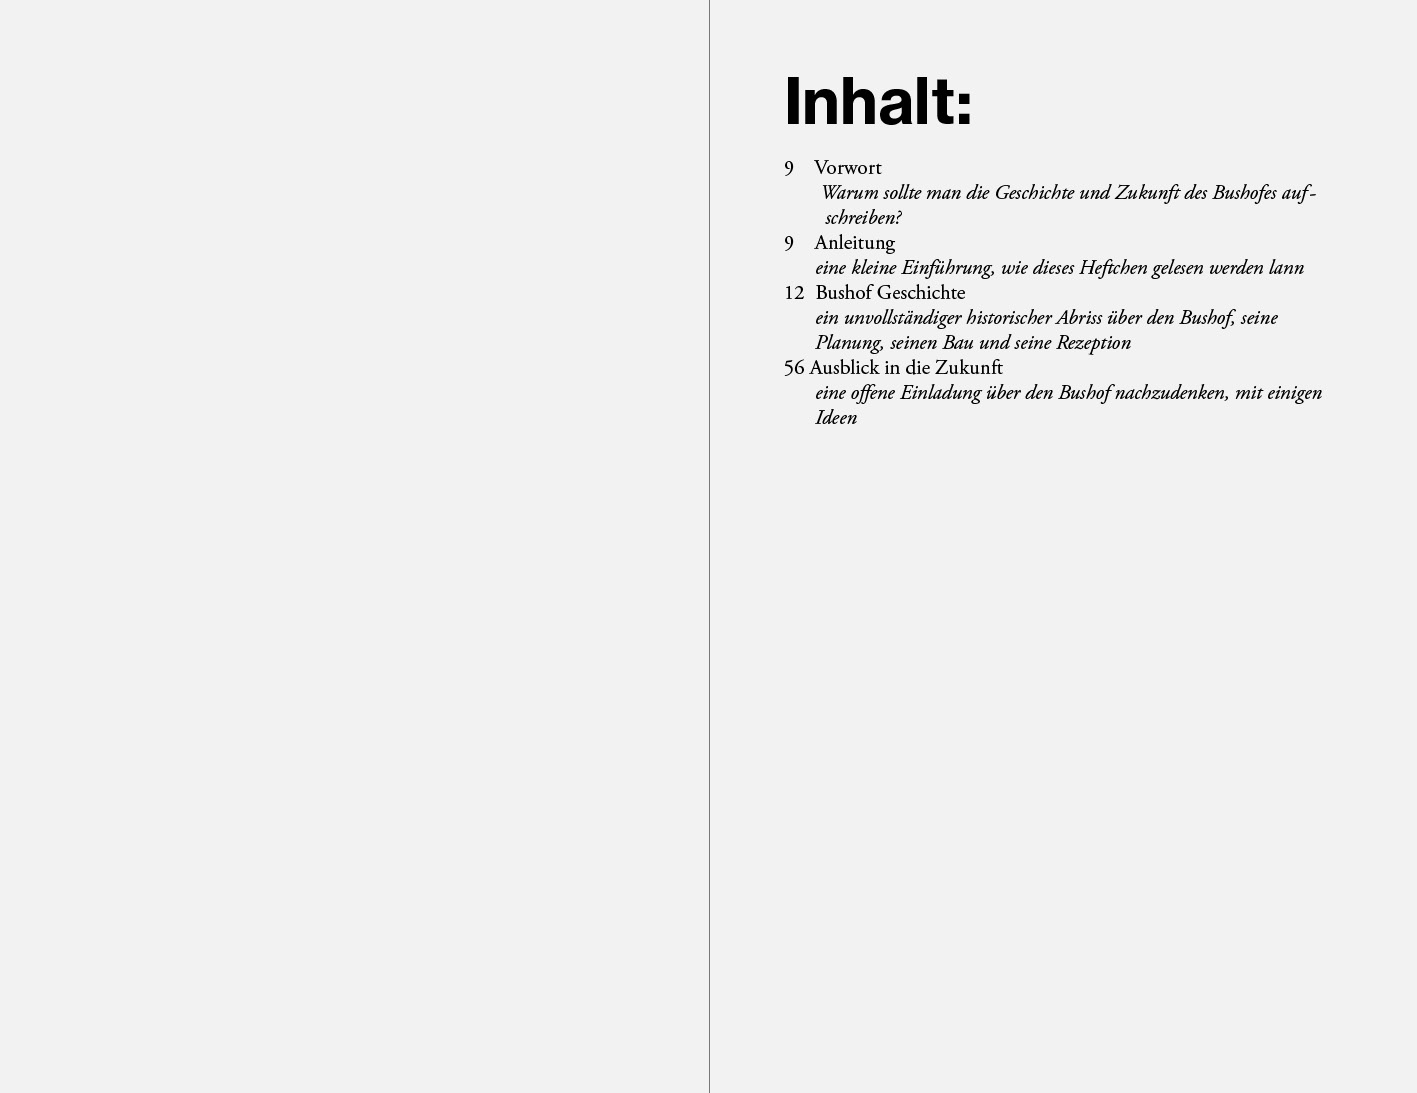 Inhalt:
9 Vorwort
Warum sollte man die Geschichte und Zukunft des Bushofes auf-
schreiben?
9 Anleitung
eine kleine Einführung, wie dieses Heftchen gelesen werden lann
12 Bushof Geschichte
ein unvollständiger historischer Abriss über den Bushof, seine
Planung, seinen Bau und seine Rezeption
56 Ausblick in die Zukunft
eine offene Einladung über den Bushof nachzudenken, mit einigen
Ideen